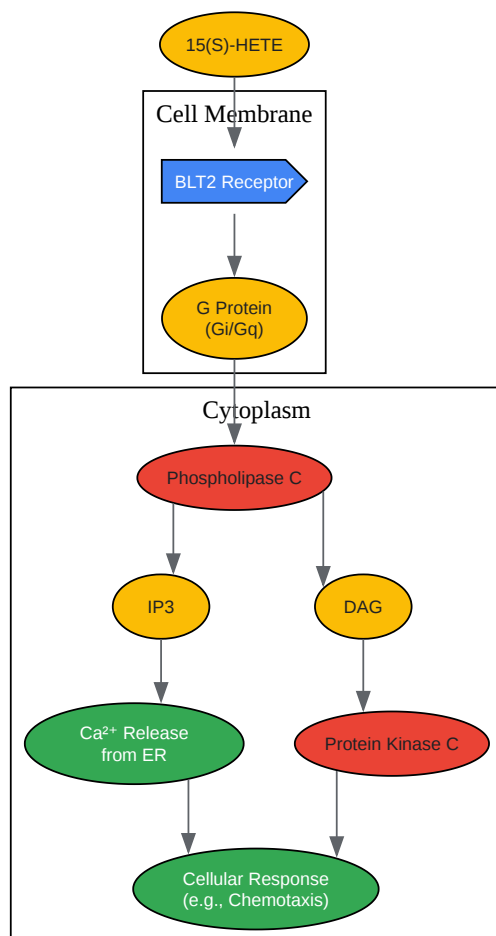 15(S)-HETE
Cell Membrane
BLT2 Receptor
G Protein
(Gi/Gq)
Cytoplasm
Phospholipase C
IP3
DAG
Ca²⁺ Release
from ER
Protein Kinase C
Cellular Response
(e.g., Chemotaxis)